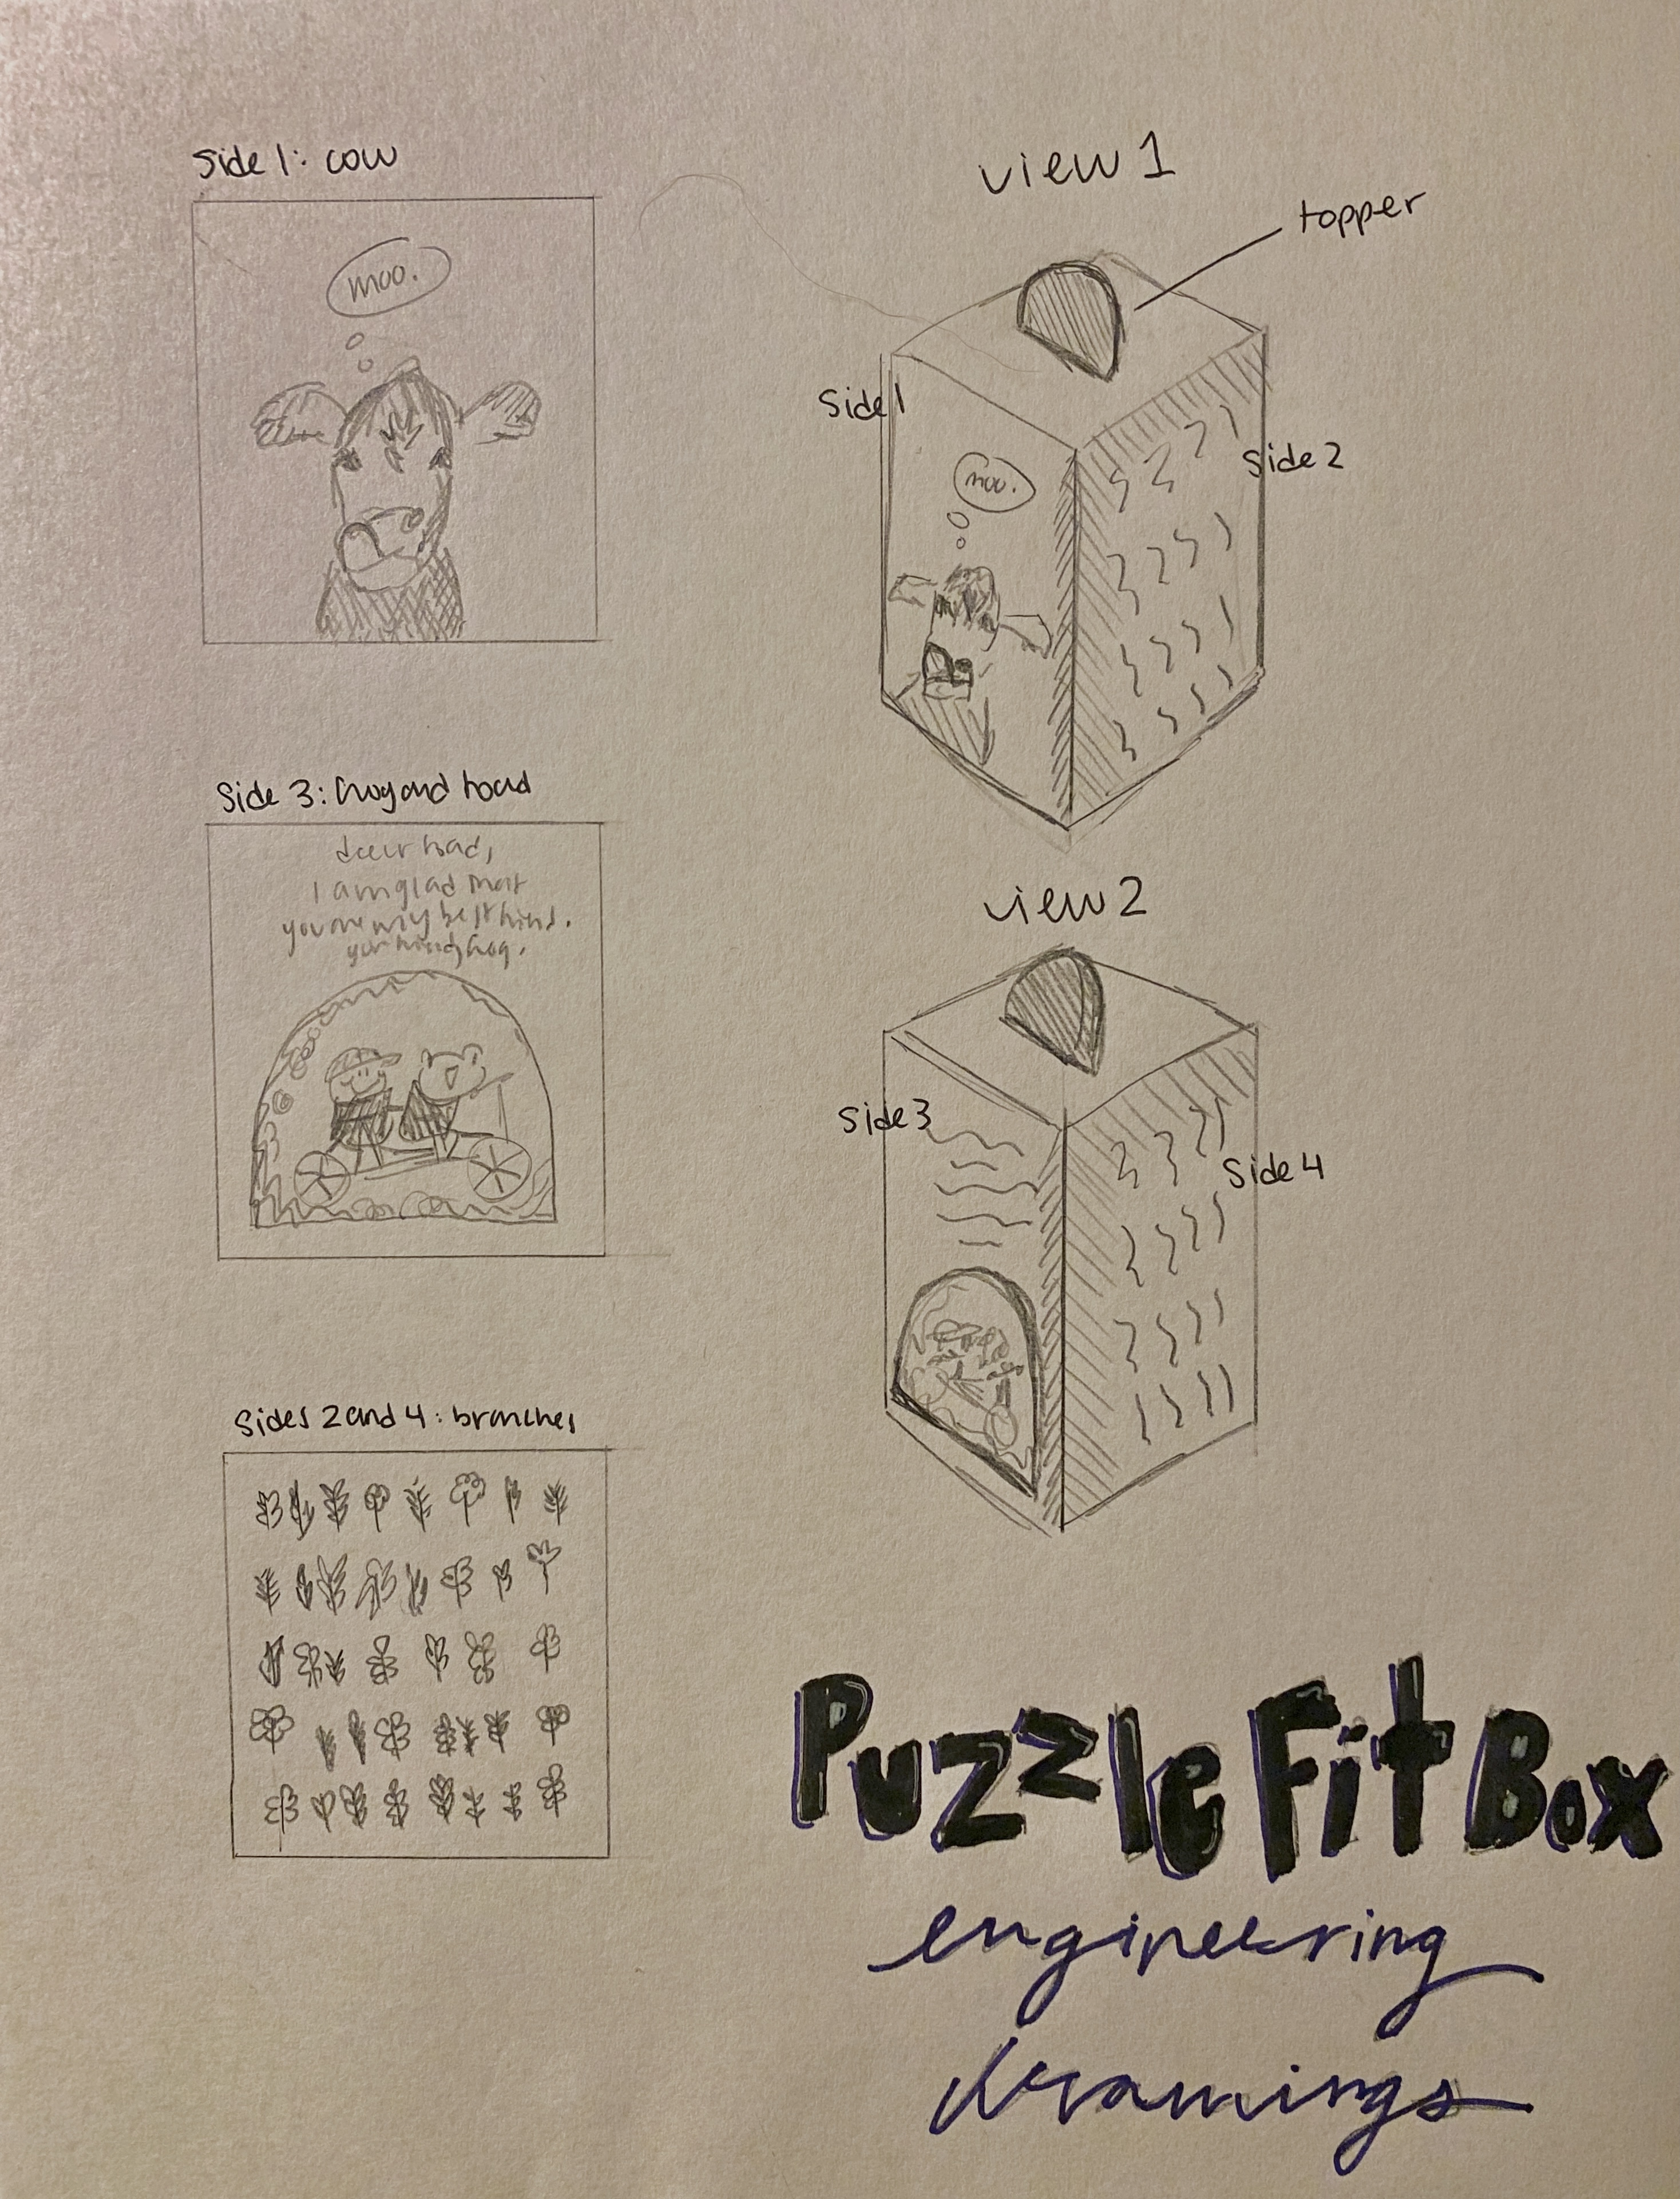 Side 1: cow
moo.
view 1
topper
Side 1
Side 2
moo.
Side 3: frog and toad
dear toad,
I am glad that
you are my best friend.
your friend, frog.
view 2
Side 3
Side 4
Sides 2 and 4: branches
Puzzle Fit Box
engineering
drawings